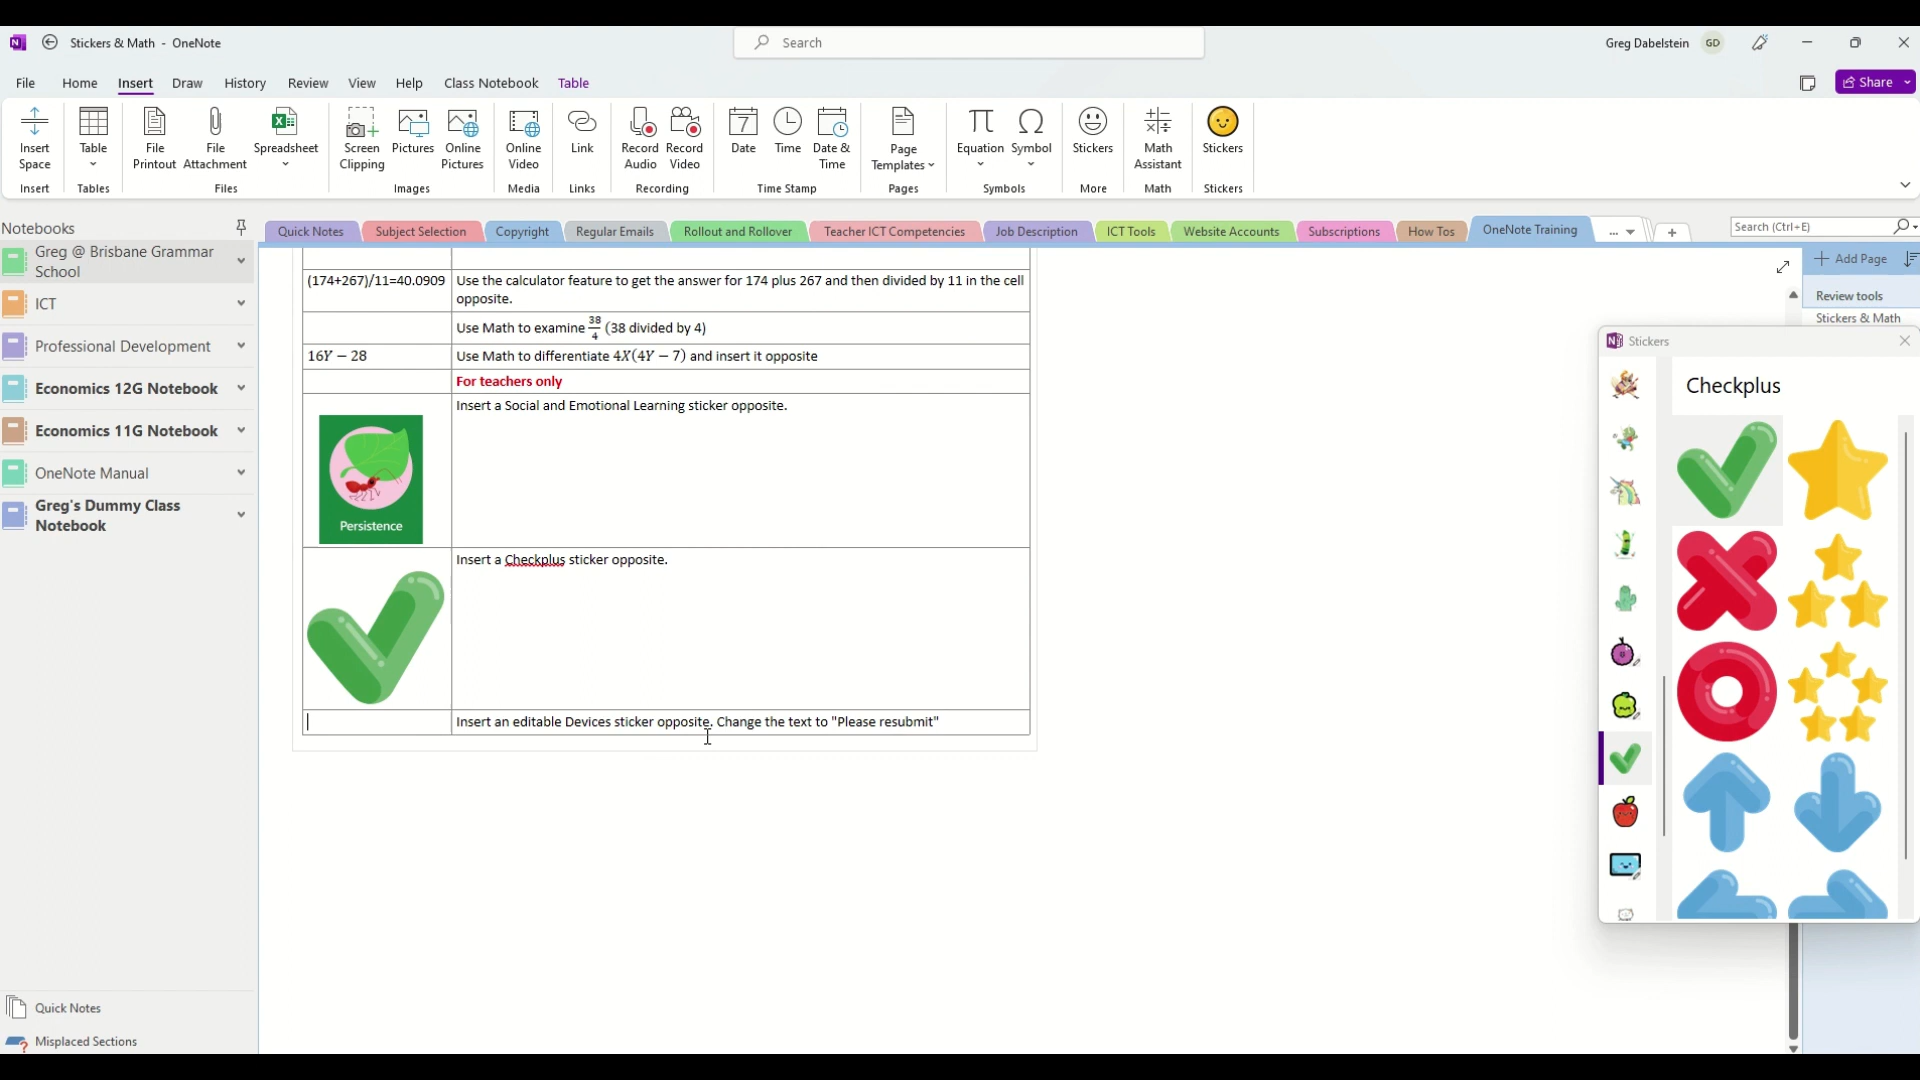 Stickers & Math - OneNote
Search
Greg Dabelstein GD
File Home Insert Draw History Review View Help Class Notebook Table
Share
Insert Space
Table
File Printout
File Attachment
Spreadsheet
Screen Clipping
Pictures
Online Pictures
Online Video
Link
Record Audio
Record Video
7
Date
Time
Date & Time
Page Templates
Equation
Symbol
Stickers
Math Assistant
Stickers
Insert Tables Files Images Media Links Recording Time Stamp Pages Symbols More Math Stickers
Notebooks
Quick Notes Subject Selection Copyright Regular Emails Rollout and Rollover Teacher ICT Competencies Job Description ICT Tools Website Accounts Subscriptions How Tos OneNote Training ...
Search (Ctrl+E)
Greg @ Brisbane Grammar
School
ICT
Professional Development
Economics 12G Notebook
Economics 11G Notebook
OneNote Manual
Greg's Dummy Class
Notebook
Quick Notes
Misplaced Sections
(174+267)/11=40.0909 Use the calculator feature to get the answer for 174 plus 267 and then divided by 11 in the cell
opposite.
Use Math to examine 38/4 (38 divided by 4)
16Y − 28 Use Math to differentiate 4X(4Y − 7) and insert it opposite
For teachers only
Insert a Social and Emotional Learning sticker opposite.
Persistence
Insert a Checkplus sticker opposite.
Insert an editable Devices sticker opposite. Change the text to "Please resubmit"
Add Page
Review tools
Stickers & Math
Stickers
Checkplus